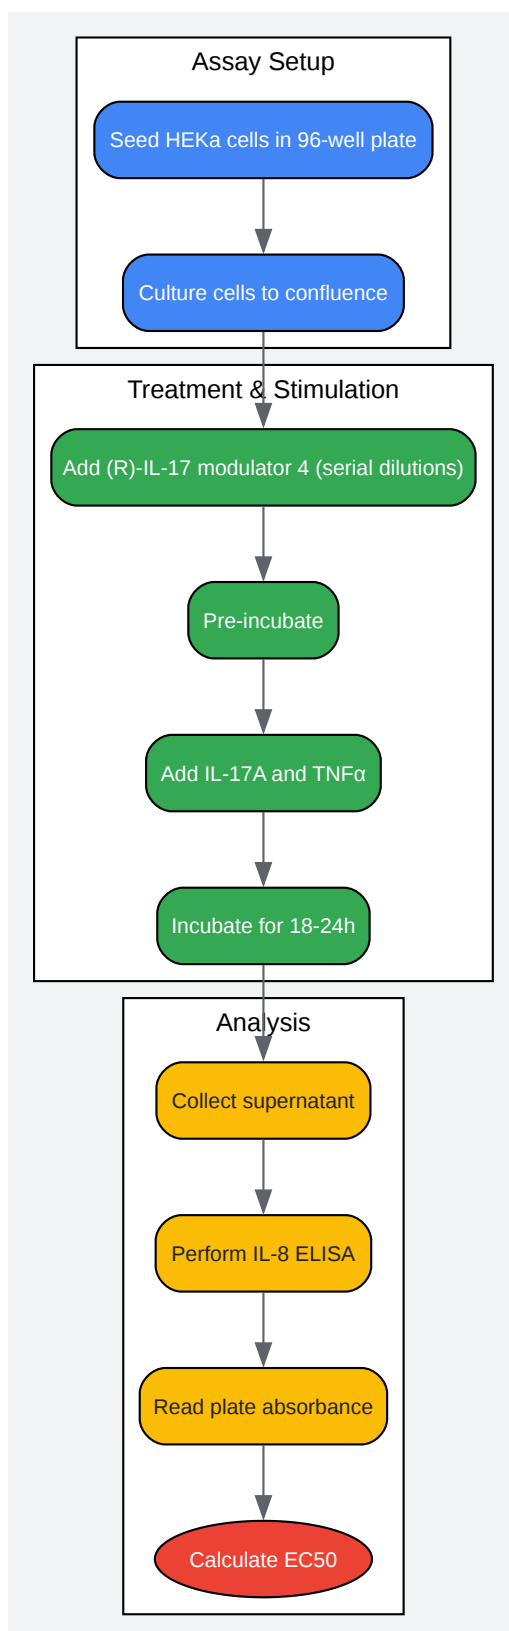 Assay Setup
Seed HEKa cells in 96-well plate
Culture cells to confluence
Treatment & Stimulation
Add (R)-IL-17 modulator 4 (serial dilutions)
Pre-incubate
Add IL-17A and TNFα
Incubate for 18-24h
Analysis
Collect supernatant
Perform IL-8 ELISA
Read plate absorbance
Calculate EC50